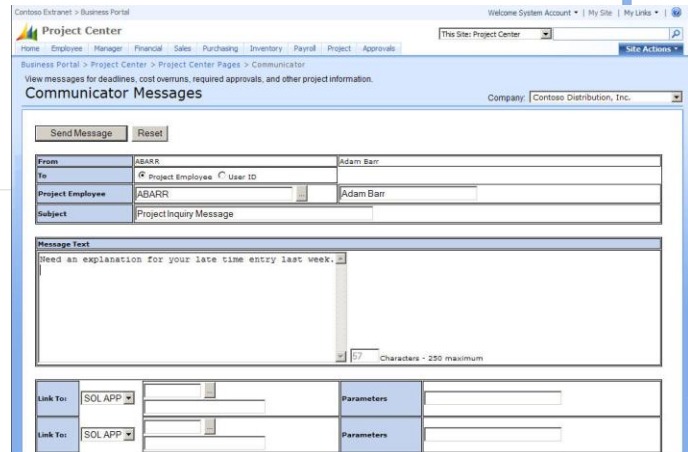 Contoso Extranet > Business Portal
Welcome System Account | My Site | My Links
Project Center
This Site: Project Center
Home Employee Manager Financial Sales Purchasing Inventory Payroll Project Approvals
Site Actions
Business Portal > Project Center > Project Center Pages > Communicator
View messages for deadlines, cost overruns, required approvals, and other project information.
Communicator Messages
Company: Contoso Distribution, Inc.
Send Message Reset
From ABARR Adam Barr
To Project Employee User ID
Project Employee ABARR ... Adam Barr
Subject Project Inquiry Message
Message Text
Need an explanation for your late time entry last week.
57 Characters - 250 maximum
Link To: SOL APP ... Parameters
Link To: SOL APP ... Parameters